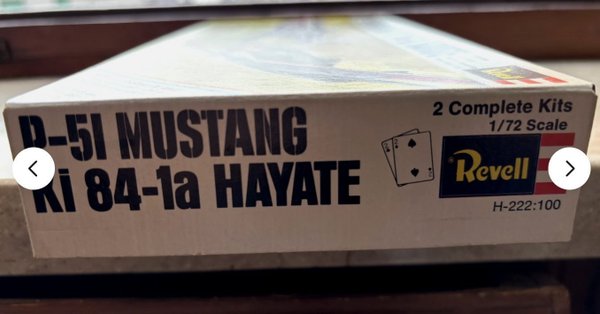 P-51 MUSTANG
Ki 84-1a HAYATE
2 Complete Kits
1/72 Scale
Revell
H-222:100